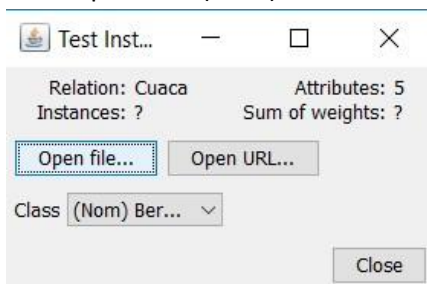 Test Inst...
Relation: Cuaca Attributes: 5
Instances: ? Sum of weights: ?
Open file... Open URL...
Class (Nom) Ber...
Close